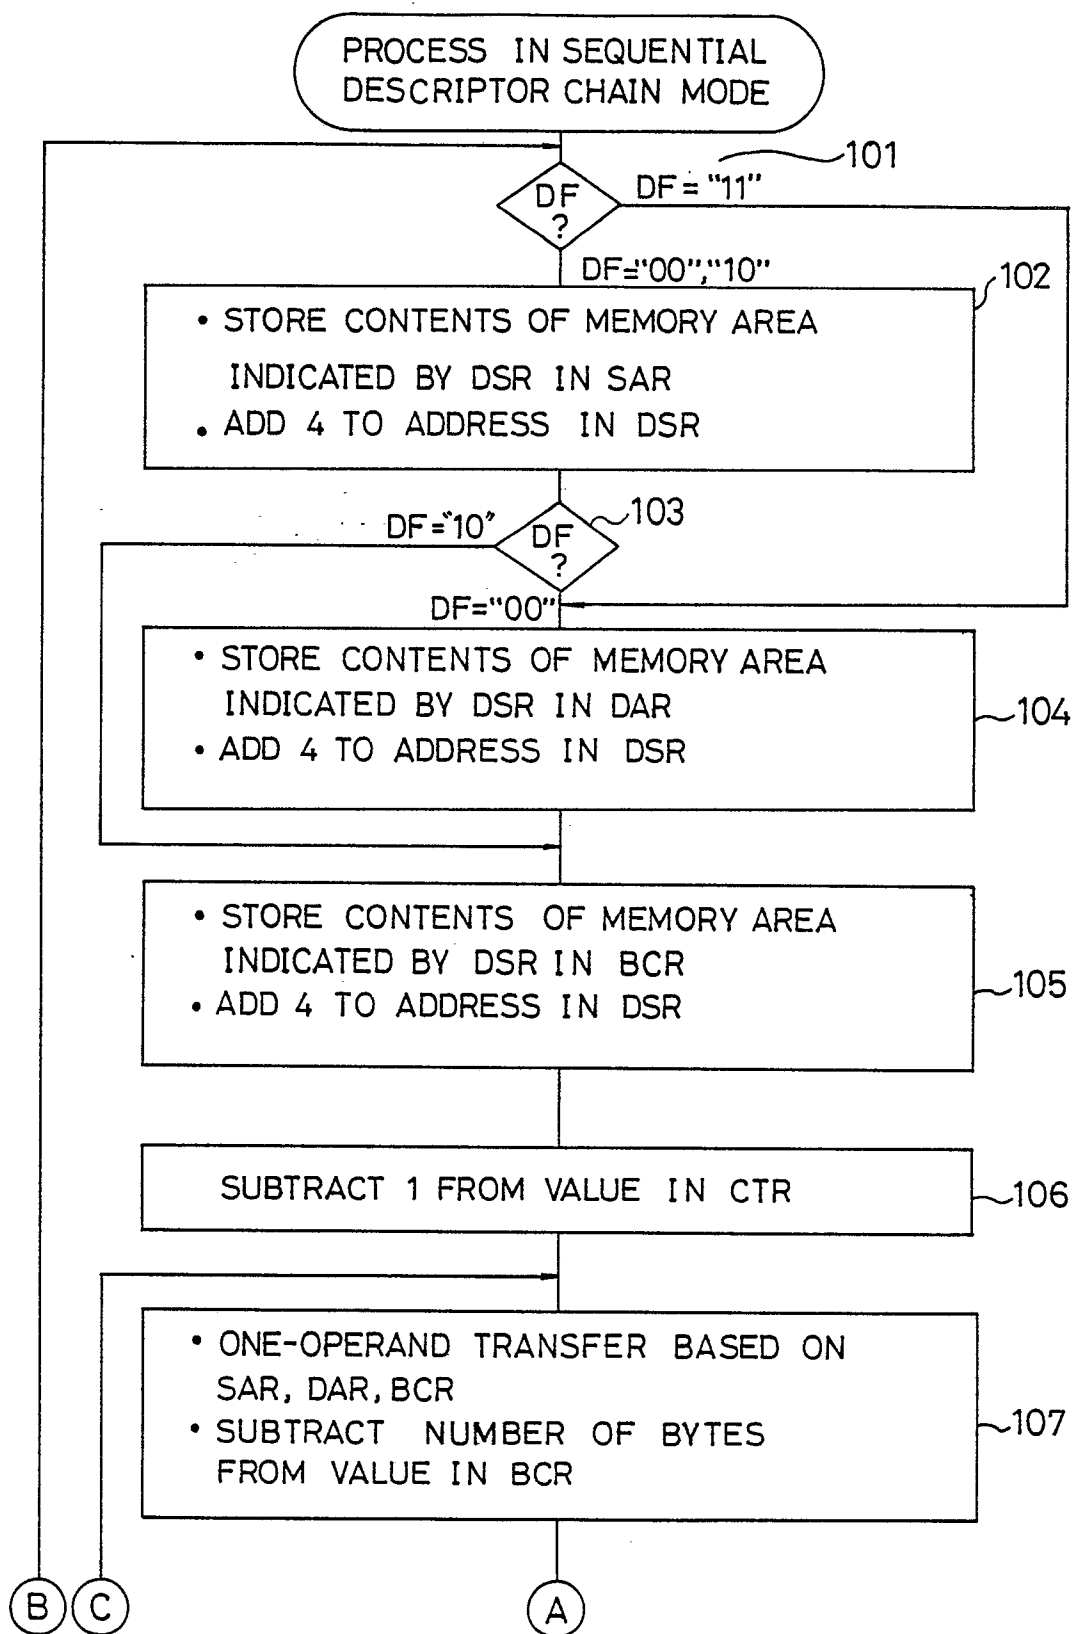 PROCESS IN SEQUENTIAL
DESCRIPTOR CHAIN MODE
101
DF
?
DF = "11"
DF="00","10"
102
• STORE CONTENTS OF MEMORY AREA
INDICATED BY DSR IN SAR
• ADD 4 TO ADDRESS IN DSR
103
DF="10"
DF
?
DF="00"
• STORE CONTENTS OF MEMORY AREA
INDICATED BY DSR IN DAR
• ADD 4 TO ADDRESS IN DSR
104
• STORE CONTENTS OF MEMORY AREA
INDICATED BY DSR IN BCR
• ADD 4 TO ADDRESS IN DSR
105
SUBTRACT 1 FROM VALUE IN CTR
106
• ONE-OPERAND TRANSFER BASED ON
SAR, DAR, BCR
• SUBTRACT NUMBER OF BYTES
FROM VALUE IN BCR
107
B
C
A